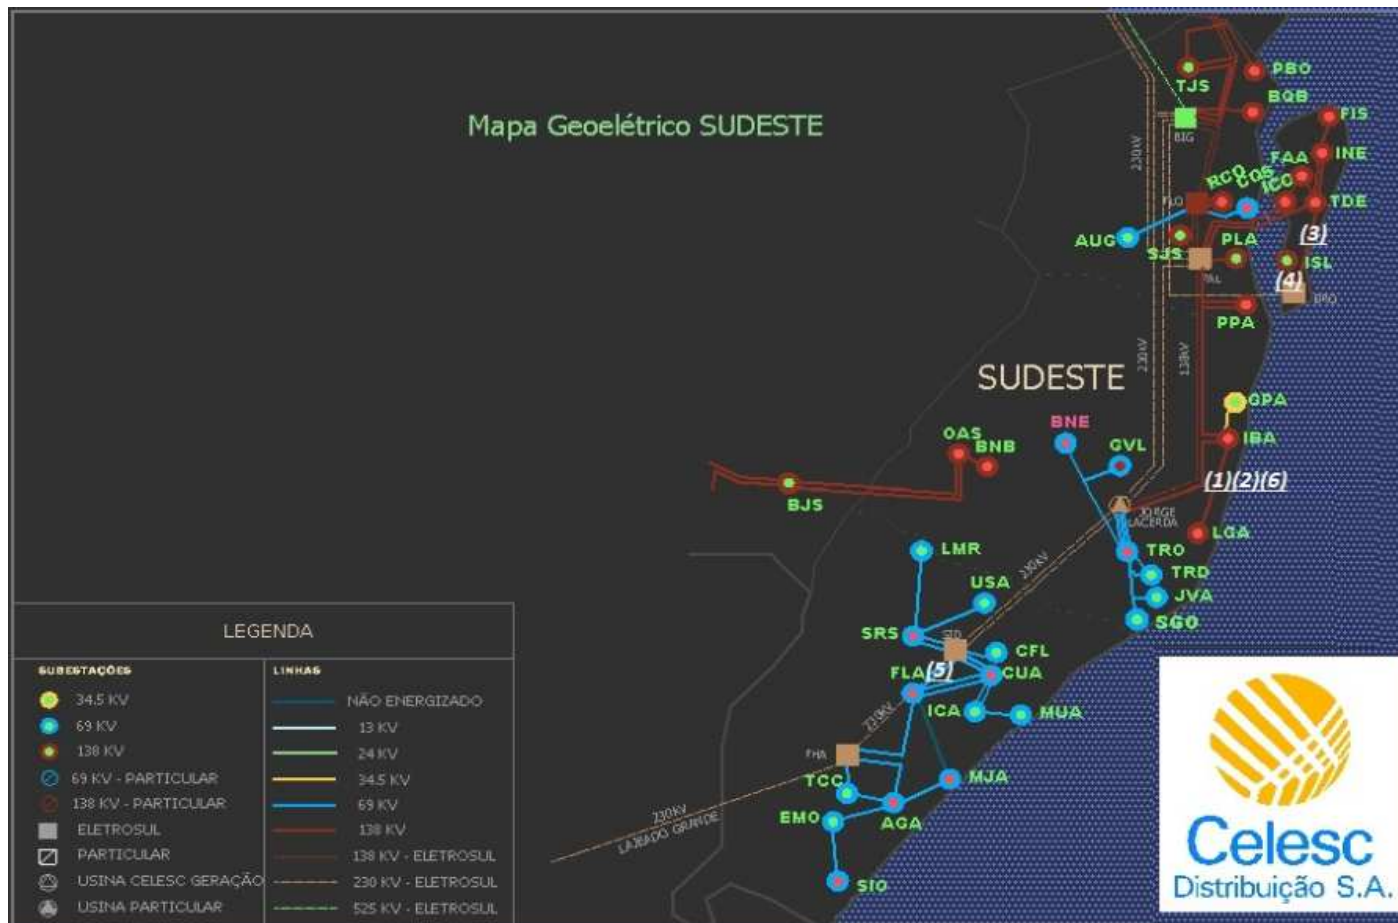 Mapa Geoelétrico SUDESTE
TJS
PBO
BQB
BIG
FIS
INE
FAA
230kV
RCO
COS
ICO
TDE
FLO
AUG
SJS
PLA
(3)
ISL
PAL
(4)
PPA
230kV
138kV
SUDESTE
GPA
BNE
OAS
BNB
GVL
IBA
BJS
(1)(2)(6)
JORGE
LACERDA
LGA
LMR
TRO
230kV
USA
TRD
JVA
SGO
SRS
CFL
FLA
(5)
CUA
ICA
MUA
230kV
FHA
TCC
MJA
EMO
AGA
230KV
LAJEADO GRANDE
SIO
LEGENDA
SUBESTAÇÕES
34.5 KV
69 KV
138 KV
69 KV - PARTICULAR
138 KV - PARTICULAR
ELETROSUL
PARTICULAR
USINA CELESC GERAÇÃO
USINA PARTICULAR
LINHAS
NÃO ENERGIZADO
13 KV
24 KV
34.5 KV
69 KV
138 KV
138 KV - ELETROSUL
230 KV - ELETROSUL
525 KV - ELETROSUL
Celesc
Distribuição S.A.